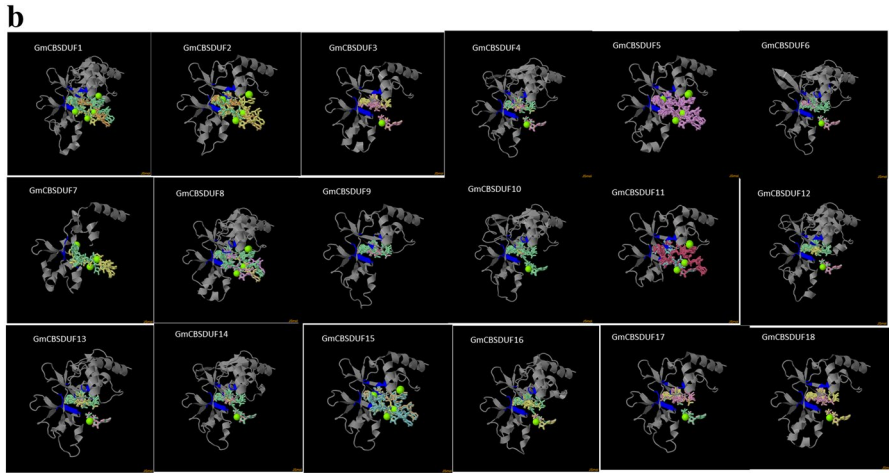 b
GmCBSDUF1
GmCBSDUF2
GmCBSDUF3
GmCBSDUF4
GmCBSDUF5
GmCBSDUF6
GmCBSDUF7
GmCBSDUF8
GmCBSDUF9
GmCBSDUF10
GmCBSDUF11
GmCBSDUF12
GmCBSDUF13
GmCBSDUF14
GmCBSDUF15
GmCBSDUF16
GmCBSDUF17
GmCBSDUF18